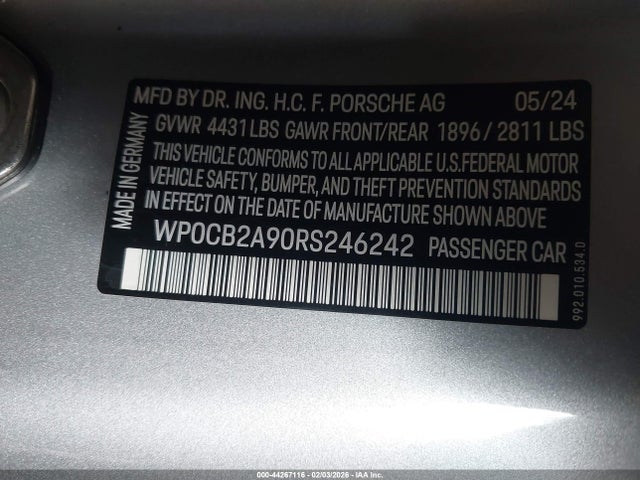 MFD BY DR. ING. H.C. F. PORSCHE AG 05/24
GVWR 4431LBS GAWR FRONT/REAR 1896/2811 LBS
THIS VEHICLE CONFORMS TO ALL APPLICABLE U.S.FEDERAL MOTOR
VEHICLE SAFETY, BUMPER, AND THEFT PREVENTION STANDARDS
IN EFFECT ON THE DATE OF MANUFACTURE SHOWN ABOVE
MADE IN GERMANY
WP0CB2A90RS246242 PASSENGER CAR
992.010.534.0
000-44267116 - 02/03/2026 - IAA Inc.